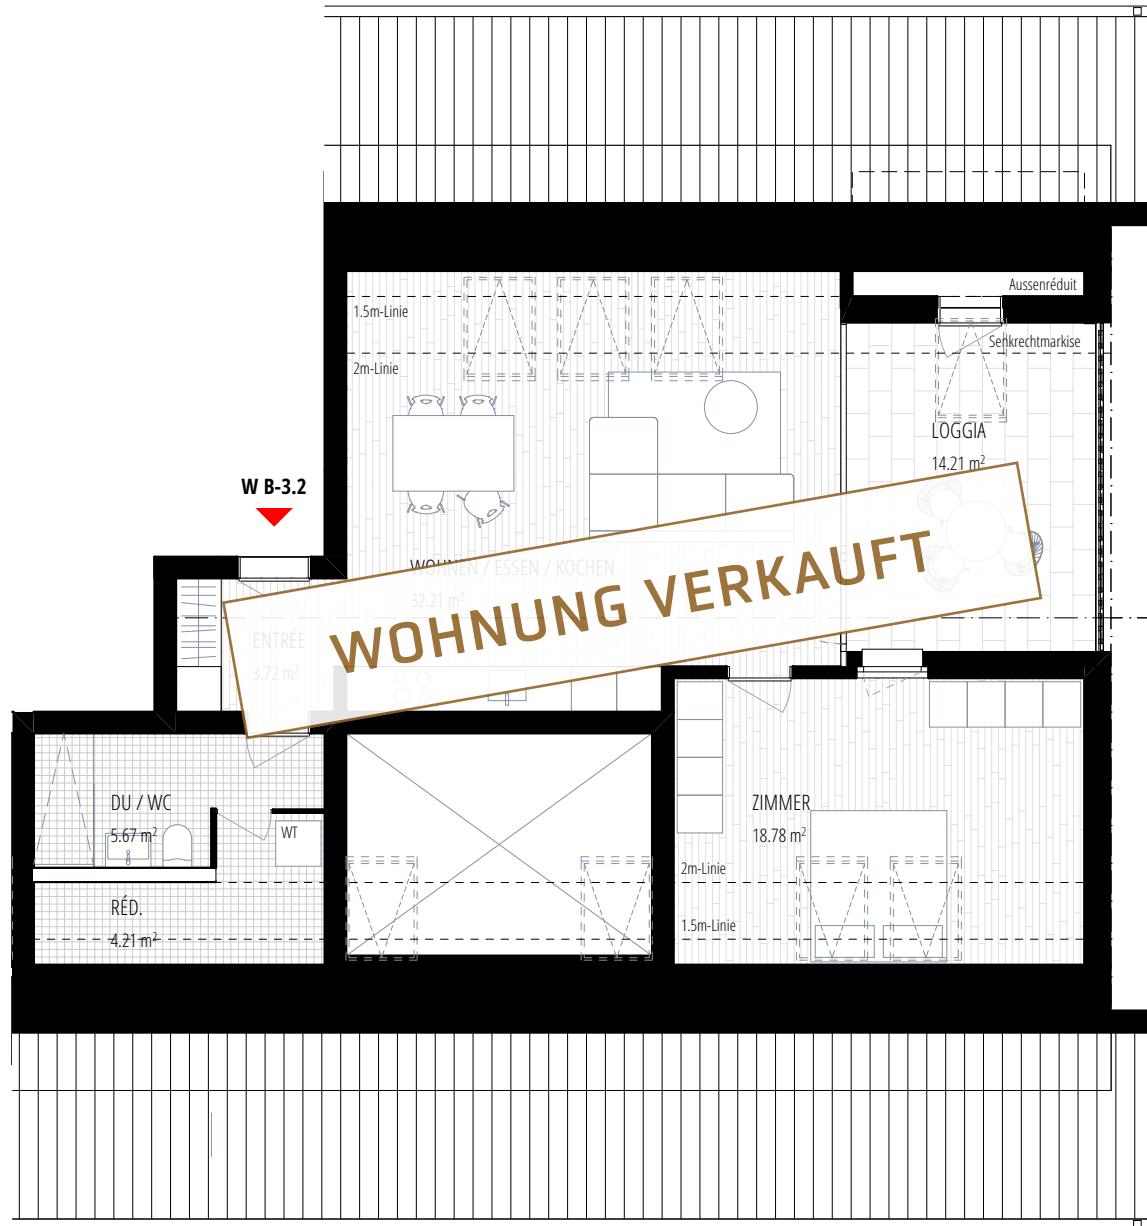 Aussenréduit
1.5m-Linie
Senkrechtmarkise
2m-Linie
LOGGIA
14.21 m²
W B-3.2
WOHNEN / ESSEN / KOCHEN
32.21 m²
WOHNUNG VERKAUFT
ENTRÉE
3.72 m²
DU / WC
5.67 m²
WT
ZIMMER
18.78 m²
2m-Linie
RÉD.
4.21 m²
1.5m-Linie